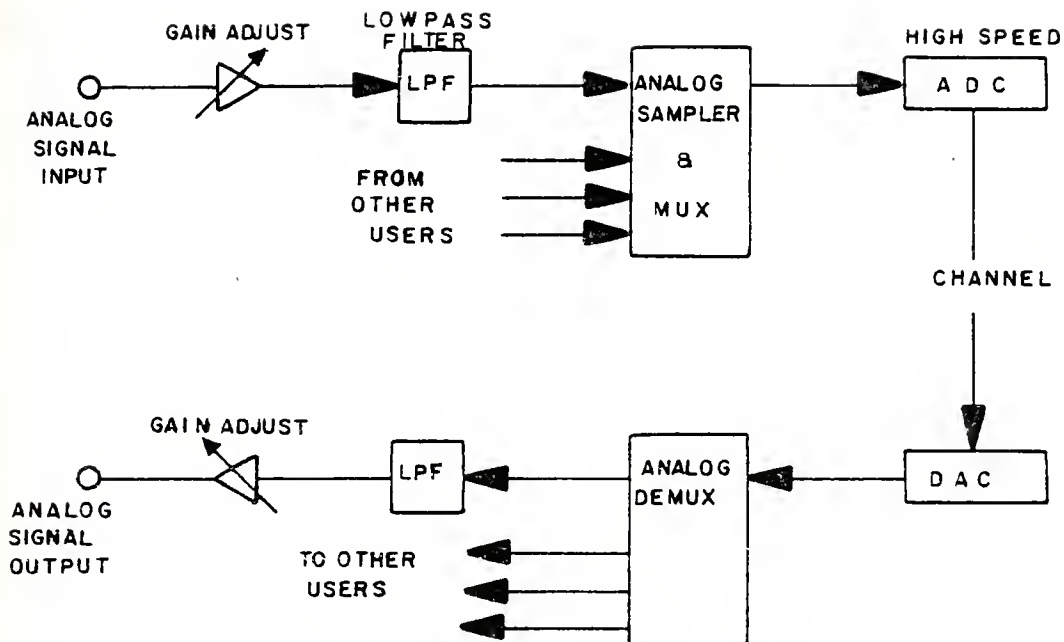 LOWPASS
FILTER
GAIN ADJUST
HIGH SPEED
LPF
ANALOG
SAMPLER
&
MUX
A D C
ANALOG
SIGNAL
INPUT
FROM
OTHER
USERS
CHANNEL
GAIN ADJUST
LPF
ANALOG
DEMUX
D A C
ANALOG
SIGNAL
OUTPUT
TO OTHER
USERS